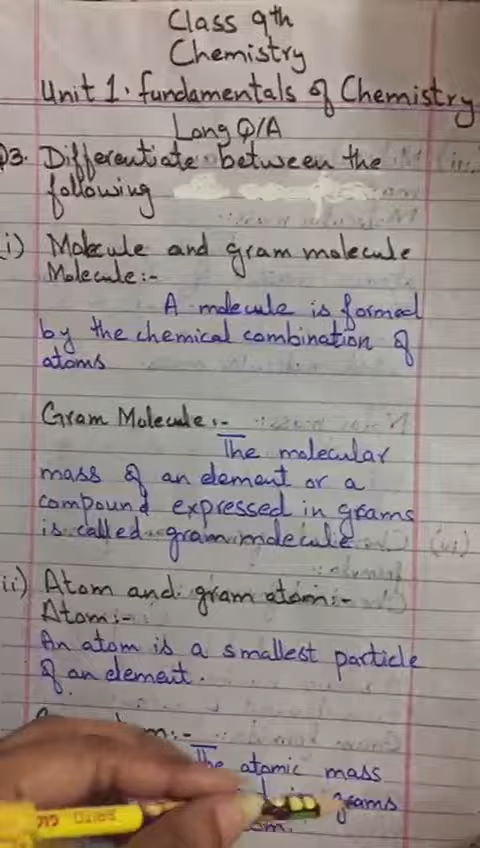 Class 9th
Chemistry
Unit 1. fundamentals of Chemistry
Long Q/A
Q3. Differentiate between the
following
i) Molecule and gram molecule
Molecule:-
A molecule is formed
by the chemical combination of
atoms
Gram Molecule:-
The molecular
mass of an element or a
compound expressed in grams
is called gram molecule
ii) Atom and gram atom:-
Atom:-
An atom is a smallest particle
of an element.
The atomic mass
grams